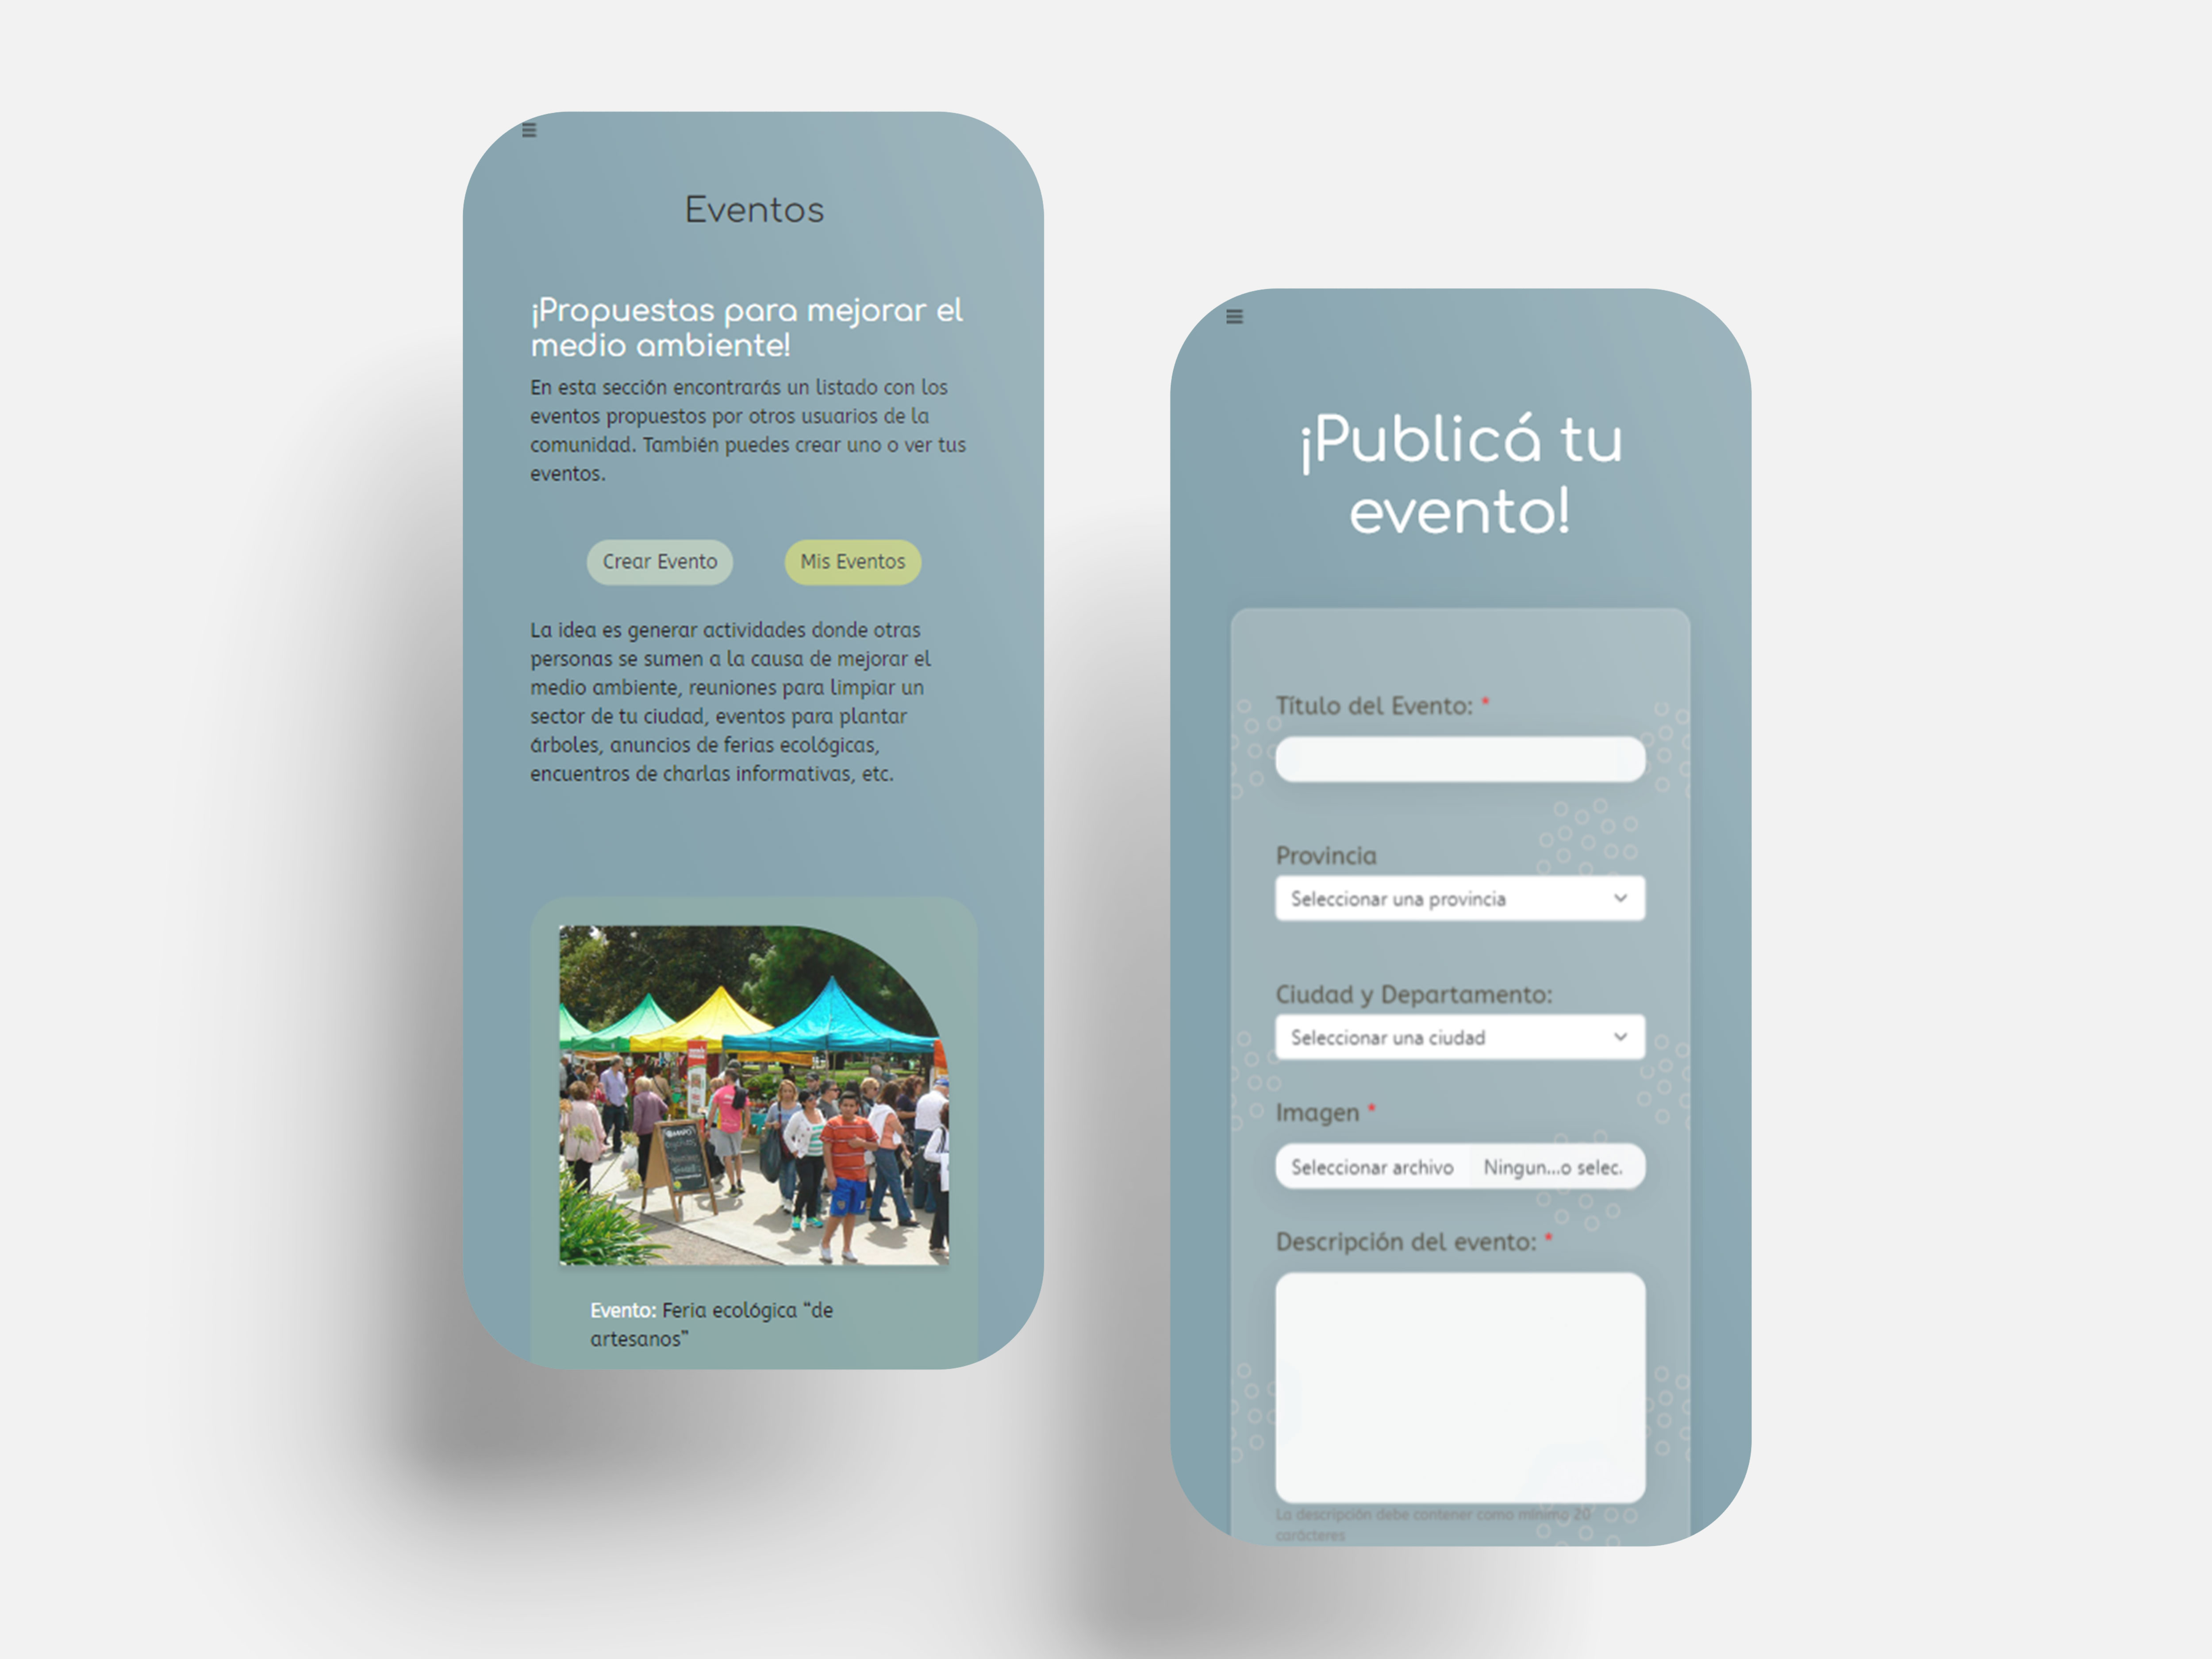 Eventos
¡Propuestas para mejorar el
medio ambiente!
En esta sección encontrarás un listado con los
eventos propuestos por otros usuarios de la
comunidad. También puedes crear uno o ver tus
eventos.
Crear Evento
Mis Eventos
La idea es generar actividades donde otras
personas se sumen a la causa de mejorar el
medio ambiente, reuniones para limpiar un
sector de tu ciudad, eventos para plantar
árboles, anuncios de ferias ecológicas,
encuentros de charlas informativas, etc.
Evento: Feria ecológica “de
artesanos”
¡Publicá tu
evento!
Título del Evento: *
Provincia
Seleccionar una provincia
Ciudad y Departamento:
Seleccionar una ciudad
Imagen *
Seleccionar archivo Ningun...o selec.
Descripción del evento: *
La descripción debe contener como mínimo 20
carácteres